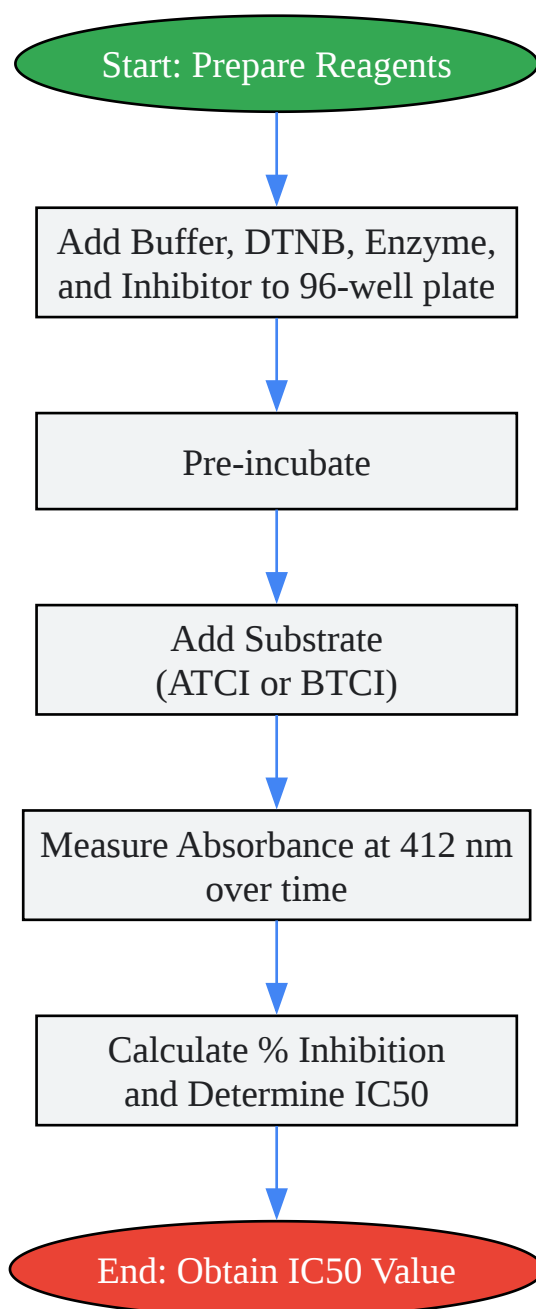 Start: Prepare Reagents
Add Buffer, DTNB, Enzyme,
and Inhibitor to 96-well plate
Pre-incubate
Add Substrate
(ATCI or BTCI)
Measure Absorbance at 412 nm
over time
Calculate % Inhibition
and Determine IC50
End: Obtain IC50 Value